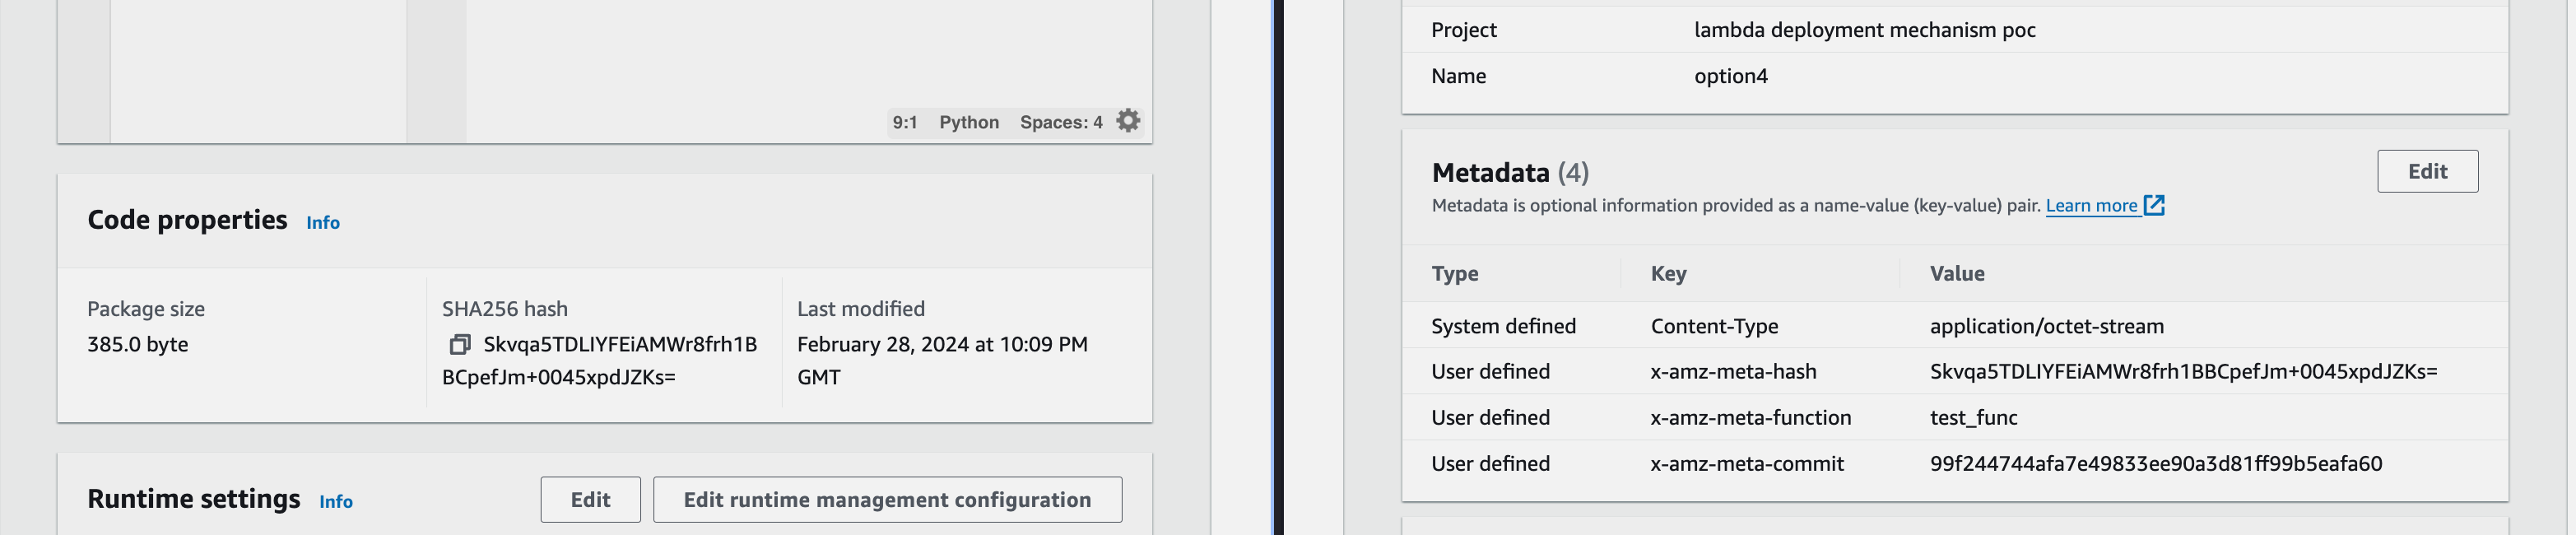 9:1 Python Spaces: 4
Code properties Info
Package size
385.0 byte
SHA256 hash
Skvqa5TDLIYFEiAMWr8frh1B
BCpefJm+0045xpdJZKs=
Last modified
February 28, 2024 at 10:09 PM
GMT
Runtime settings Info
Edit
Edit runtime management configuration
Project lambda deployment mechanism poc
Name option4
Metadata (4)
Edit
Metadata is optional information provided as a name-value (key-value) pair. Learn more
Type Key Value
System defined Content-Type application/octet-stream
User defined x-amz-meta-hash Skvqa5TDLIYFEiAMWr8frh1BBCpefJm+0045xpdJZKs=
User defined x-amz-meta-function test_func
User defined x-amz-meta-commit 99f244744afa7e49833ee90a3d81ff99b5eafa60